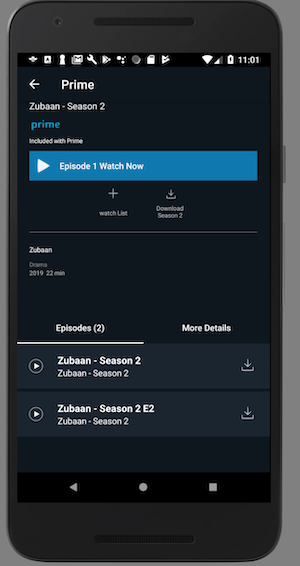 11:01
Prime
Zubaan - Season 2
prime
Included with Prime
Episode 1 Watch Now
watch List
Download
Season 2
Zubaan
Drama
2019 22 min
Episodes (2)
More Details
Zubaan - Season 2
Zubaan - Season 2
Zubaan - Season 2 E2
Zubaan - Season 2